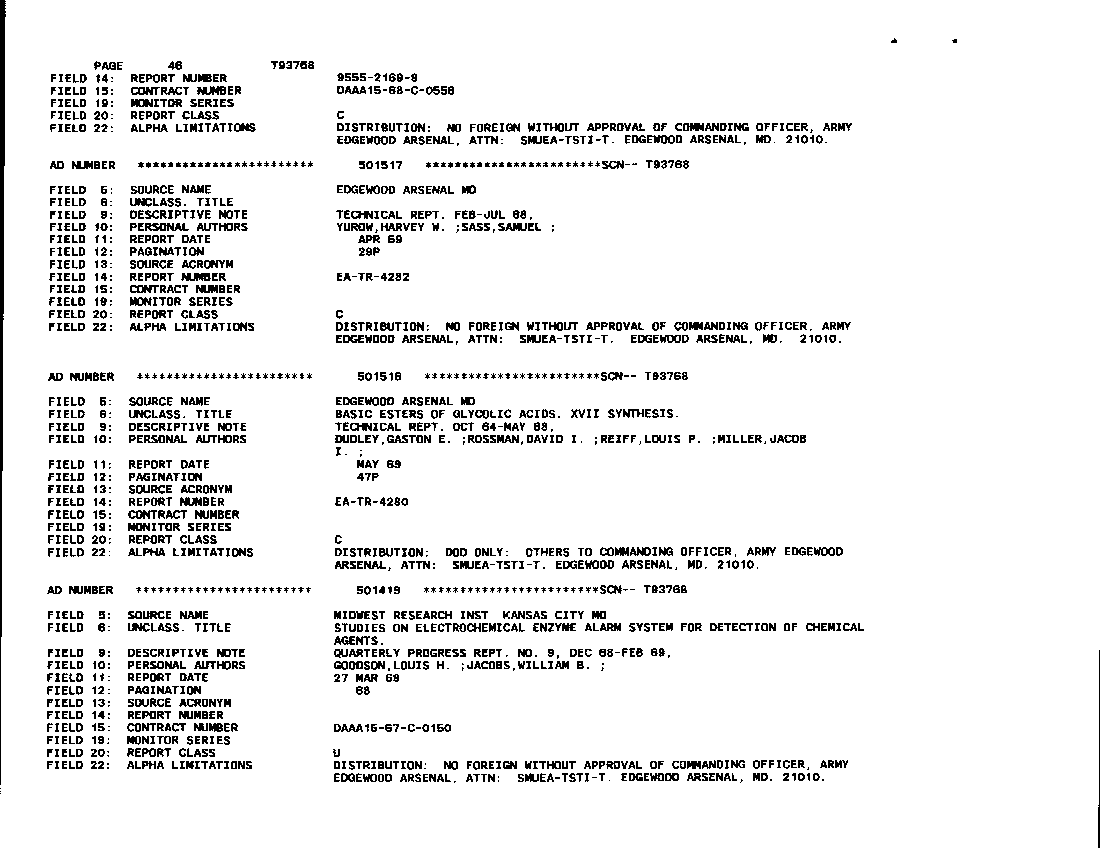 PAGE 46 T93768
FIELD 14: REPORT NUMBER 9555-2169-9
FIELD 15: CONTRACT NUMBER DAAA15-68-C-0556
FIELD 19: MONITOR SERIES
FIELD 20: REPORT CLASS C
FIELD 22: ALPHA LIMITATIONS DISTRIBUTION: NO FOREIGN WITHOUT APPROVAL OF COMMANDING OFFICER, ARMY
EDGEWOOD ARSENAL, ATTN: SMUEA-TSTI-T. EDGEWOOD ARSENAL, MD. 21010.
AD NUMBER ************************ 501517 ************************SCN-- T93768
FIELD 5: SOURCE NAME EDGEWOOD ARSENAL MD
FIELD 6: UNCLASS. TITLE
FIELD 9: DESCRIPTIVE NOTE TECHNICAL REPT. FEB-JUL 68,
FIELD 10: PERSONAL AUTHORS YUROW,HARVEY W. ;SASS,SAMUEL ;
FIELD 11: REPORT DATE APR 69
FIELD 12: PAGINATION 29P
FIELD 13: SOURCE ACRONYM
FIELD 14: REPORT NUMBER EA-TR-4282
FIELD 15: CONTRACT NUMBER
FIELD 19: MONITOR SERIES
FIELD 20: REPORT CLASS C
FIELD 22: ALPHA LIMITATIONS DISTRIBUTION: NO FOREIGN WITHOUT APPROVAL OF COMMANDING OFFICER, ARMY
EDGEWOOD ARSENAL, ATTN: SMUEA-TSTI-T. EDGEWOOD ARSENAL, MD. 21010.
AD NUMBER ************************ 501516 ************************SCN-- T93768
FIELD 5: SOURCE NAME EDGEWOOD ARSENAL MD
FIELD 6: UNCLASS. TITLE BASIC ESTERS OF GLYCOLIC ACIDS. XVII SYNTHESIS.
FIELD 9: DESCRIPTIVE NOTE TECHNICAL REPT. OCT 64-MAY 68,
FIELD 10: PERSONAL AUTHORS DUDLEY,GASTON E. ;ROSSMAN,DAVID I. ;REIFF,LOUIS P. ;MILLER,JACOB
I. ;
FIELD 11: REPORT DATE MAY 69
FIELD 12: PAGINATION 47P
FIELD 13: SOURCE ACRONYM
FIELD 14: REPORT NUMBER EA-TR-4280
FIELD 15: CONTRACT NUMBER
FIELD 19: MONITOR SERIES
FIELD 20: REPORT CLASS C
FIELD 22: ALPHA LIMITATIONS DISTRIBUTION: DOD ONLY: OTHERS TO COMMANDING OFFICER, ARMY EDGEWOOD
ARSENAL, ATTN: SMUEA-TSTI-T. EDGEWOOD ARSENAL, MD. 21010.
AD NUMBER ************************ 501419 ************************SCN-- T93768
FIELD 5: SOURCE NAME MIDWEST RESEARCH INST KANSAS CITY MO
FIELD 6: UNCLASS. TITLE STUDIES ON ELECTROCHEMICAL ENZYME ALARM SYSTEM FOR DETECTION OF CHEMICAL
AGENTS.
FIELD 9: DESCRIPTIVE NOTE QUARTERLY PROGRESS REPT. NO. 9, DEC 68-FEB 69,
FIELD 10: PERSONAL AUTHORS GOODSON,LOUIS H. ;JACOBS,WILLIAM B. ;
FIELD 11: REPORT DATE 27 MAR 69
FIELD 12: PAGINATION 68
FIELD 13: SOURCE ACRONYM
FIELD 14: REPORT NUMBER
FIELD 15: CONTRACT NUMBER DAAA15-67-C-0150
FIELD 19: MONITOR SERIES
FIELD 20: REPORT CLASS U
FIELD 22: ALPHA LIMITATIONS DISTRIBUTION: NO FOREIGN WITHOUT APPROVAL OF COMMANDING OFFICER, ARMY
EDGEWOOD ARSENAL, ATTN: SMUEA-TSTI-T. EDGEWOOD ARSENAL, MD. 21010.